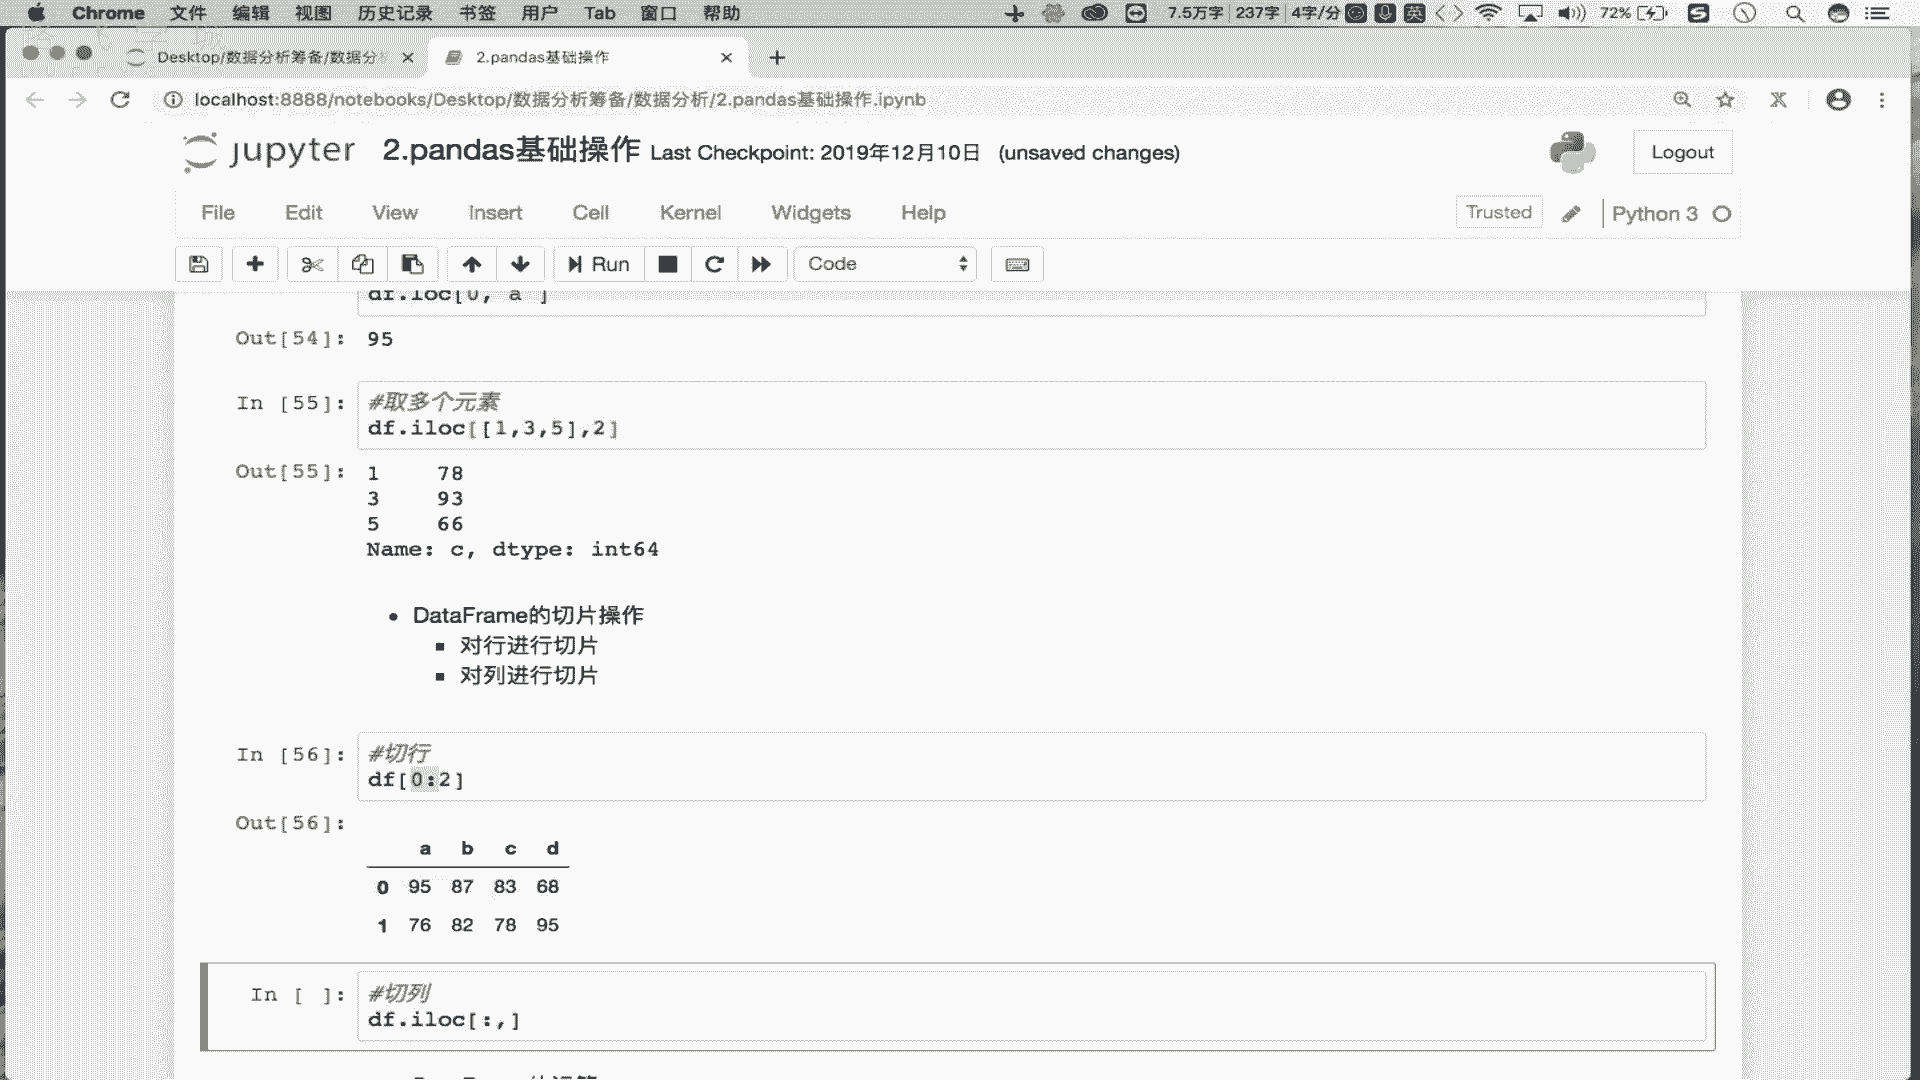 Chrome 文件 编辑 视图 历史记录 书签 用户 Tab 窗口 帮助 7.5万字 237字 4字/分 英 72%
Desktop/数据分析筹备/数据分
2.pandas基础操作
localhost:8888/notebooks/Desktop/数据分析筹备/数据分析/2.pandas基础操作.ipynb
jupyter 2.pandas基础操作 Last Checkpoint: 2019年12月10日 (unsaved changes)
Logout
File Edit View Insert Cell Kernel Widgets Help Trusted Python 3
Run Code
df.loc[0, a ]
Out[54]: 95
In [55]: #取多个元素
df.iloc[[1,3,5],2]
Out[55]: 1 78
3 93
5 66
Name: c, dtype: int64
• DataFrame的切片操作
▪ 对行进行切片
▪ 对列进行切片
In [56]: #切行
df[0:2]
Out[56]:
a b c d
0 95 87 83 68
1 76 82 78 95
In [ ]: #切列
df.iloc[:,]